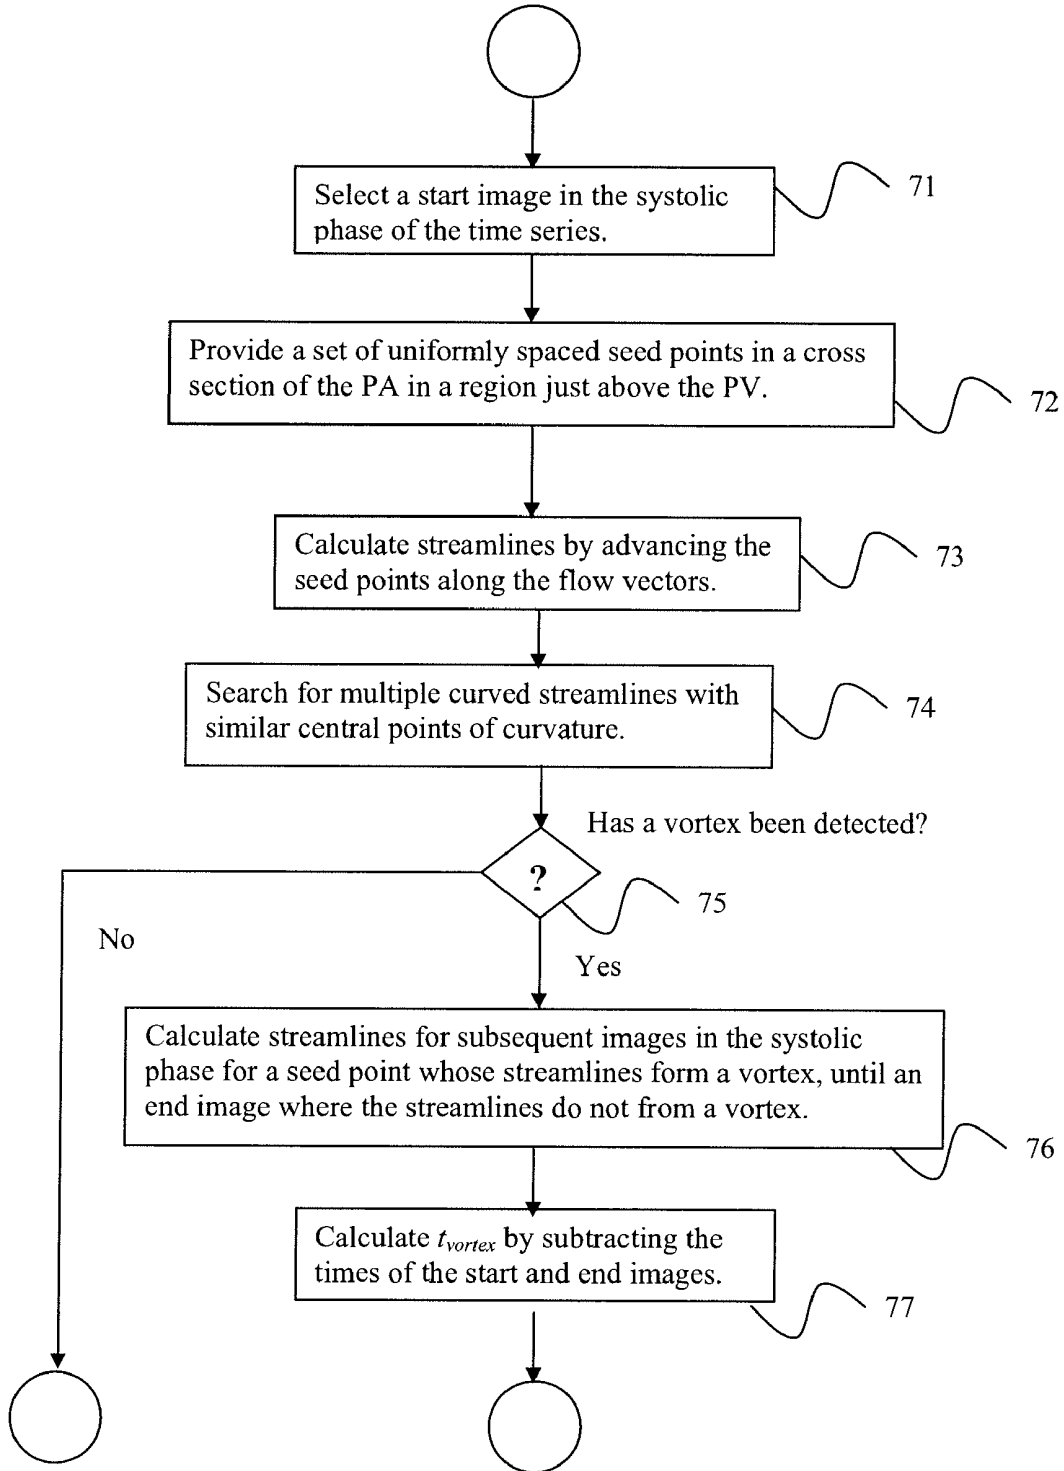 Select a start image in the systolic
phase of the time series.
71
Provide a set of uniformly spaced seed points in a cross
section of the PA in a region just above the PV.
72
Calculate streamlines by advancing the
seed points along the flow vectors.
73
Search for multiple curved streamlines with
similar central points of curvature.
74
Has a vortex been detected?
?
75
No
Yes
Calculate streamlines for subsequent images in the systolic
phase for a seed point whose streamlines form a vortex, until an
end image where the streamlines do not from a vortex.
76
Calculate tvortex by subtracting the
times of the start and end images.
77